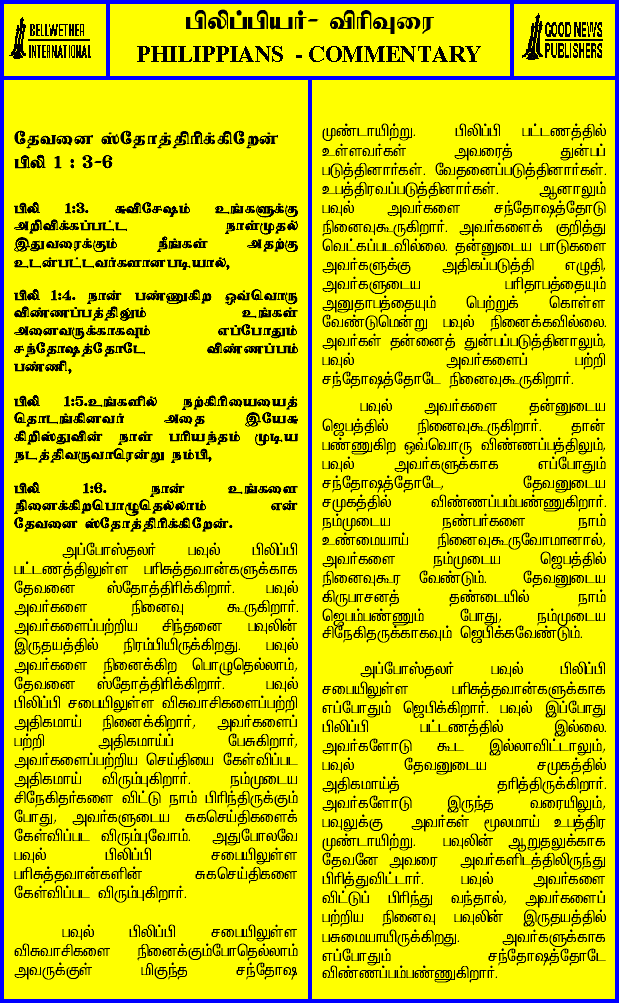 BELLWETHER
INTERNATIONAL
பிலிப்பியர்- விரிவுரை
PHILIPPIANS - COMMENTARY
GOOD NEWS
PUBLISHERS
தேவனை ஸ்தோத்திரிக்கிறேன்
பிலி 1 : 3-6
பிலி 1:3. சுவிசேஷம் உங்களுக்கு
அறிவிக்கப்பட்ட நாள்முதல்
இதுவரைக்கும் நீங்கள் அதற்கு
உடன்பட்டவர்களானபடியால்,
பிலி 1:4. நான் பண்ணுகிற ஒவ்வொரு
விண்ணப்பத்திலும் உங்கள்
அனைவருக்காகவும் எப்போதும்
சந்தோஷத்தோடே விண்ணப்பம்
பண்ணி,
பிலி 1:5.உங்களில் நற்கிரியையைத்
தொடங்கினவர் அதை இயேசு
கிறிஸ்துவின் நாள் பரியந்தம் முடிய
நடத்திவருவாரென்று நம்பி,
பிலி 1:6. நான் உங்களை
நினைக்கிறபொழுதெல்லாம் என்
தேவனை ஸ்தோத்திரிக்கிறேன்.
அப்போஸ்தலர் பவுல் பிலிப்பி
பட்டணத்திலுள்ள பரிசுத்தவான்களுக்காக
தேவனை ஸ்தோத்திரிக்கிறார். பவுல்
அவர்களை நினைவு கூருகிறார்.
அவர்களைப்பற்றிய சிந்தனை பவுலின்
இருதயத்தில் நிரம்பியிருக்கிறது. பவுல்
அவர்களை நினைக்கிற பொழுதெல்லாம்,
தேவனை ஸ்தோத்திரிக்கிறார். பவுல்
பிலிப்பி சபையிலுள்ள விசுவாசிகளைப்பற்றி
அதிகமாய் நினைக்கிறார், அவர்களைப்
பற்றி அதிகமாய்ப் பேசுகிறார்,
அவர்களைப்பற்றிய செய்தியை கேள்விப்பட
அதிகமாய் விரும்புகிறார். நம்முடைய
சிநேகிதர்களை விட்டு நாம் பிரிந்திருக்கும்
போது, அவர்களுடைய சுகசெய்திகளைக்
கேள்விப்பட விரும்புவோம். அதுபோலவே
பவுல் பிலிப்பி சபையிலுள்ள
பரிசுத்தவான்களின் சுகசெய்திகளை
கேள்விப்பட விரும்புகிறார்.
பவுல் பிலிப்பி சபையிலுள்ள
விசுவாசிகளை நினைக்கும்போதெல்லாம்
அவருக்குள் மிகுந்த சந்தோஷ
முண்டாயிற்று. பிலிப்பி பட்டணத்தில்
உள்ளவர்கள் அவரைத் துன்பப்
படுத்தினார்கள். வேதனைப்படுத்தினார்கள்.
உபத்திரவப்படுத்தினார்கள். ஆனாலும்
பவுல் அவர்களை சந்தோஷத்தோடு
நினைவுகூருகிறார். அவர்களைக் குறித்து
வெட்கப்படவில்லை. தன்னுடைய பாடுகளை
அவர்களுக்கு அதிகப்படுத்தி எழுதி,
அவர்களுடைய பரிதாபத்தையும்
அனுதாபத்தையும் பெற்றுக் கொள்ள
வேண்டுமென்று பவுல் நினைக்கவில்லை.
அவர்கள் தன்னைத் துன்பப்படுத்தினாலும்,
பவுல் அவர்களைப் பற்றி
சந்தோஷத்தோடே நினைவுகூருகிறார்.
பவுல் அவர்களை தன்னுடைய
ஜெபத்தில் நினைவுகூருகிறார். தான்
பண்ணுகிற ஒவ்வொரு விண்ணப்பத்திலும்,
பவுல் அவர்களுக்காக எப்போதும்
சந்தோஷத்தோடே, தேவனுடைய
சமுகத்தில் விண்ணப்பம்பண்ணுகிறார்.
நம்முடைய நண்பர்களை நாம்
உண்மையாய் நினைவுகூருவோமானால்,
அவர்களை நம்முடைய ஜெபத்தில்
நினைவுகூர வேண்டும். தேவனுடைய
கிருபாசனத் தண்டையில் நாம்
ஜெபம்பண்ணும் போது, நம்முடைய
சிநேகிதருக்காகவும் ஜெபிக்கவேண்டும்.
அப்போஸ்தலர் பவுல் பிலிப்பி
சபையிலுள்ள பரிசுத்தவான்களுக்காக
எப்போதும் ஜெபிக்கிறார். பவுல் இப்போது
பிலிப்பி பட்டணத்தில் இல்லை.
அவர்களோடு கூட இல்லாவிட்டாலும்,
பவுல் தேவனுடைய சமுகத்தில்
அதிகமாய்த் தரித்திருக்கிறார்.
அவர்களோடு இருந்த வரையிலும்,
பவுலுக்கு அவர்கள் மூலமாய் உபத்திர
முண்டாயிற்று. பவுலின் ஆறுதலுக்காக
தேவனே அவரை அவர்களிடத்திலிருந்து
பிரித்துவிட்டார். பவுல் அவர்களை
விட்டுப் பிரிந்து வந்தால், அவர்களைப்
பற்றிய நினைவு பவுலின் இருதயத்தில்
பசுமையாயிருக்கிறது. அவர்களுக்காக
எப்போதும் சந்தோஷத்தோடே
விண்ணப்பம்பண்ணுகிறார்.